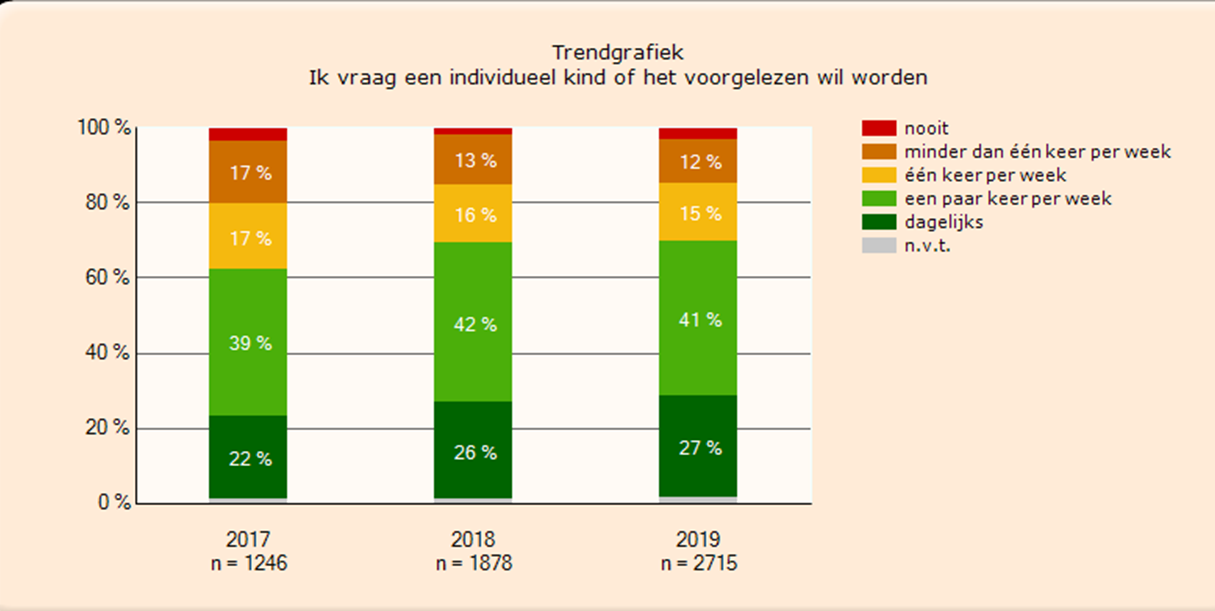 Trendgrafiek
Ik vraag een individueel kind of het voorgelezen wil worden
100 %
80 %
60 %
40 %
20 %
0 %
17 %
17 %
39 %
22 %
13 %
16 %
42 %
26 %
12 %
15 %
41 %
27 %
2017
n = 1246
2018
n = 1878
2019
n = 2715
nooit
minder dan één keer per week
één keer per week
een paar keer per week
dagelijks
n.v.t.